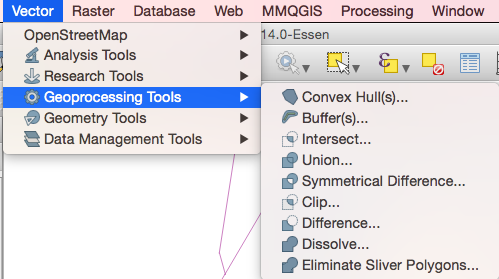 Vector Raster Database Web MMQGIS Processing Window
14.0-Essen
OpenStreetMap
Analysis Tools
Research Tools
Geoprocessing Tools
Geometry Tools
Data Management Tools
Convex Hull(s)...
Buffer(s)...
Intersect...
Union...
Symmetrical Difference...
Clip...
Difference...
Dissolve...
Eliminate Sliver Polygons...